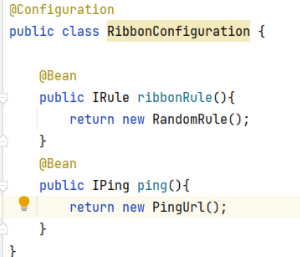 @Configuration
public class RibbonConfiguration {
@Bean
public IRule ribbonRule(){
return new RandomRule();
}
@Bean
public IPing ping(){
return new PingUrl();
}
}